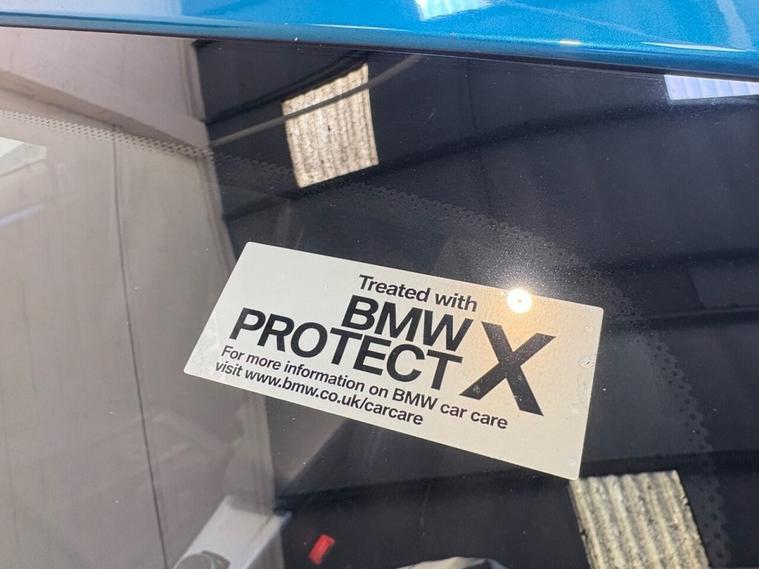 Treated with
BMW
PROTECT X
For more information on BMW car care
visit www.bmw.co.uk/carcare